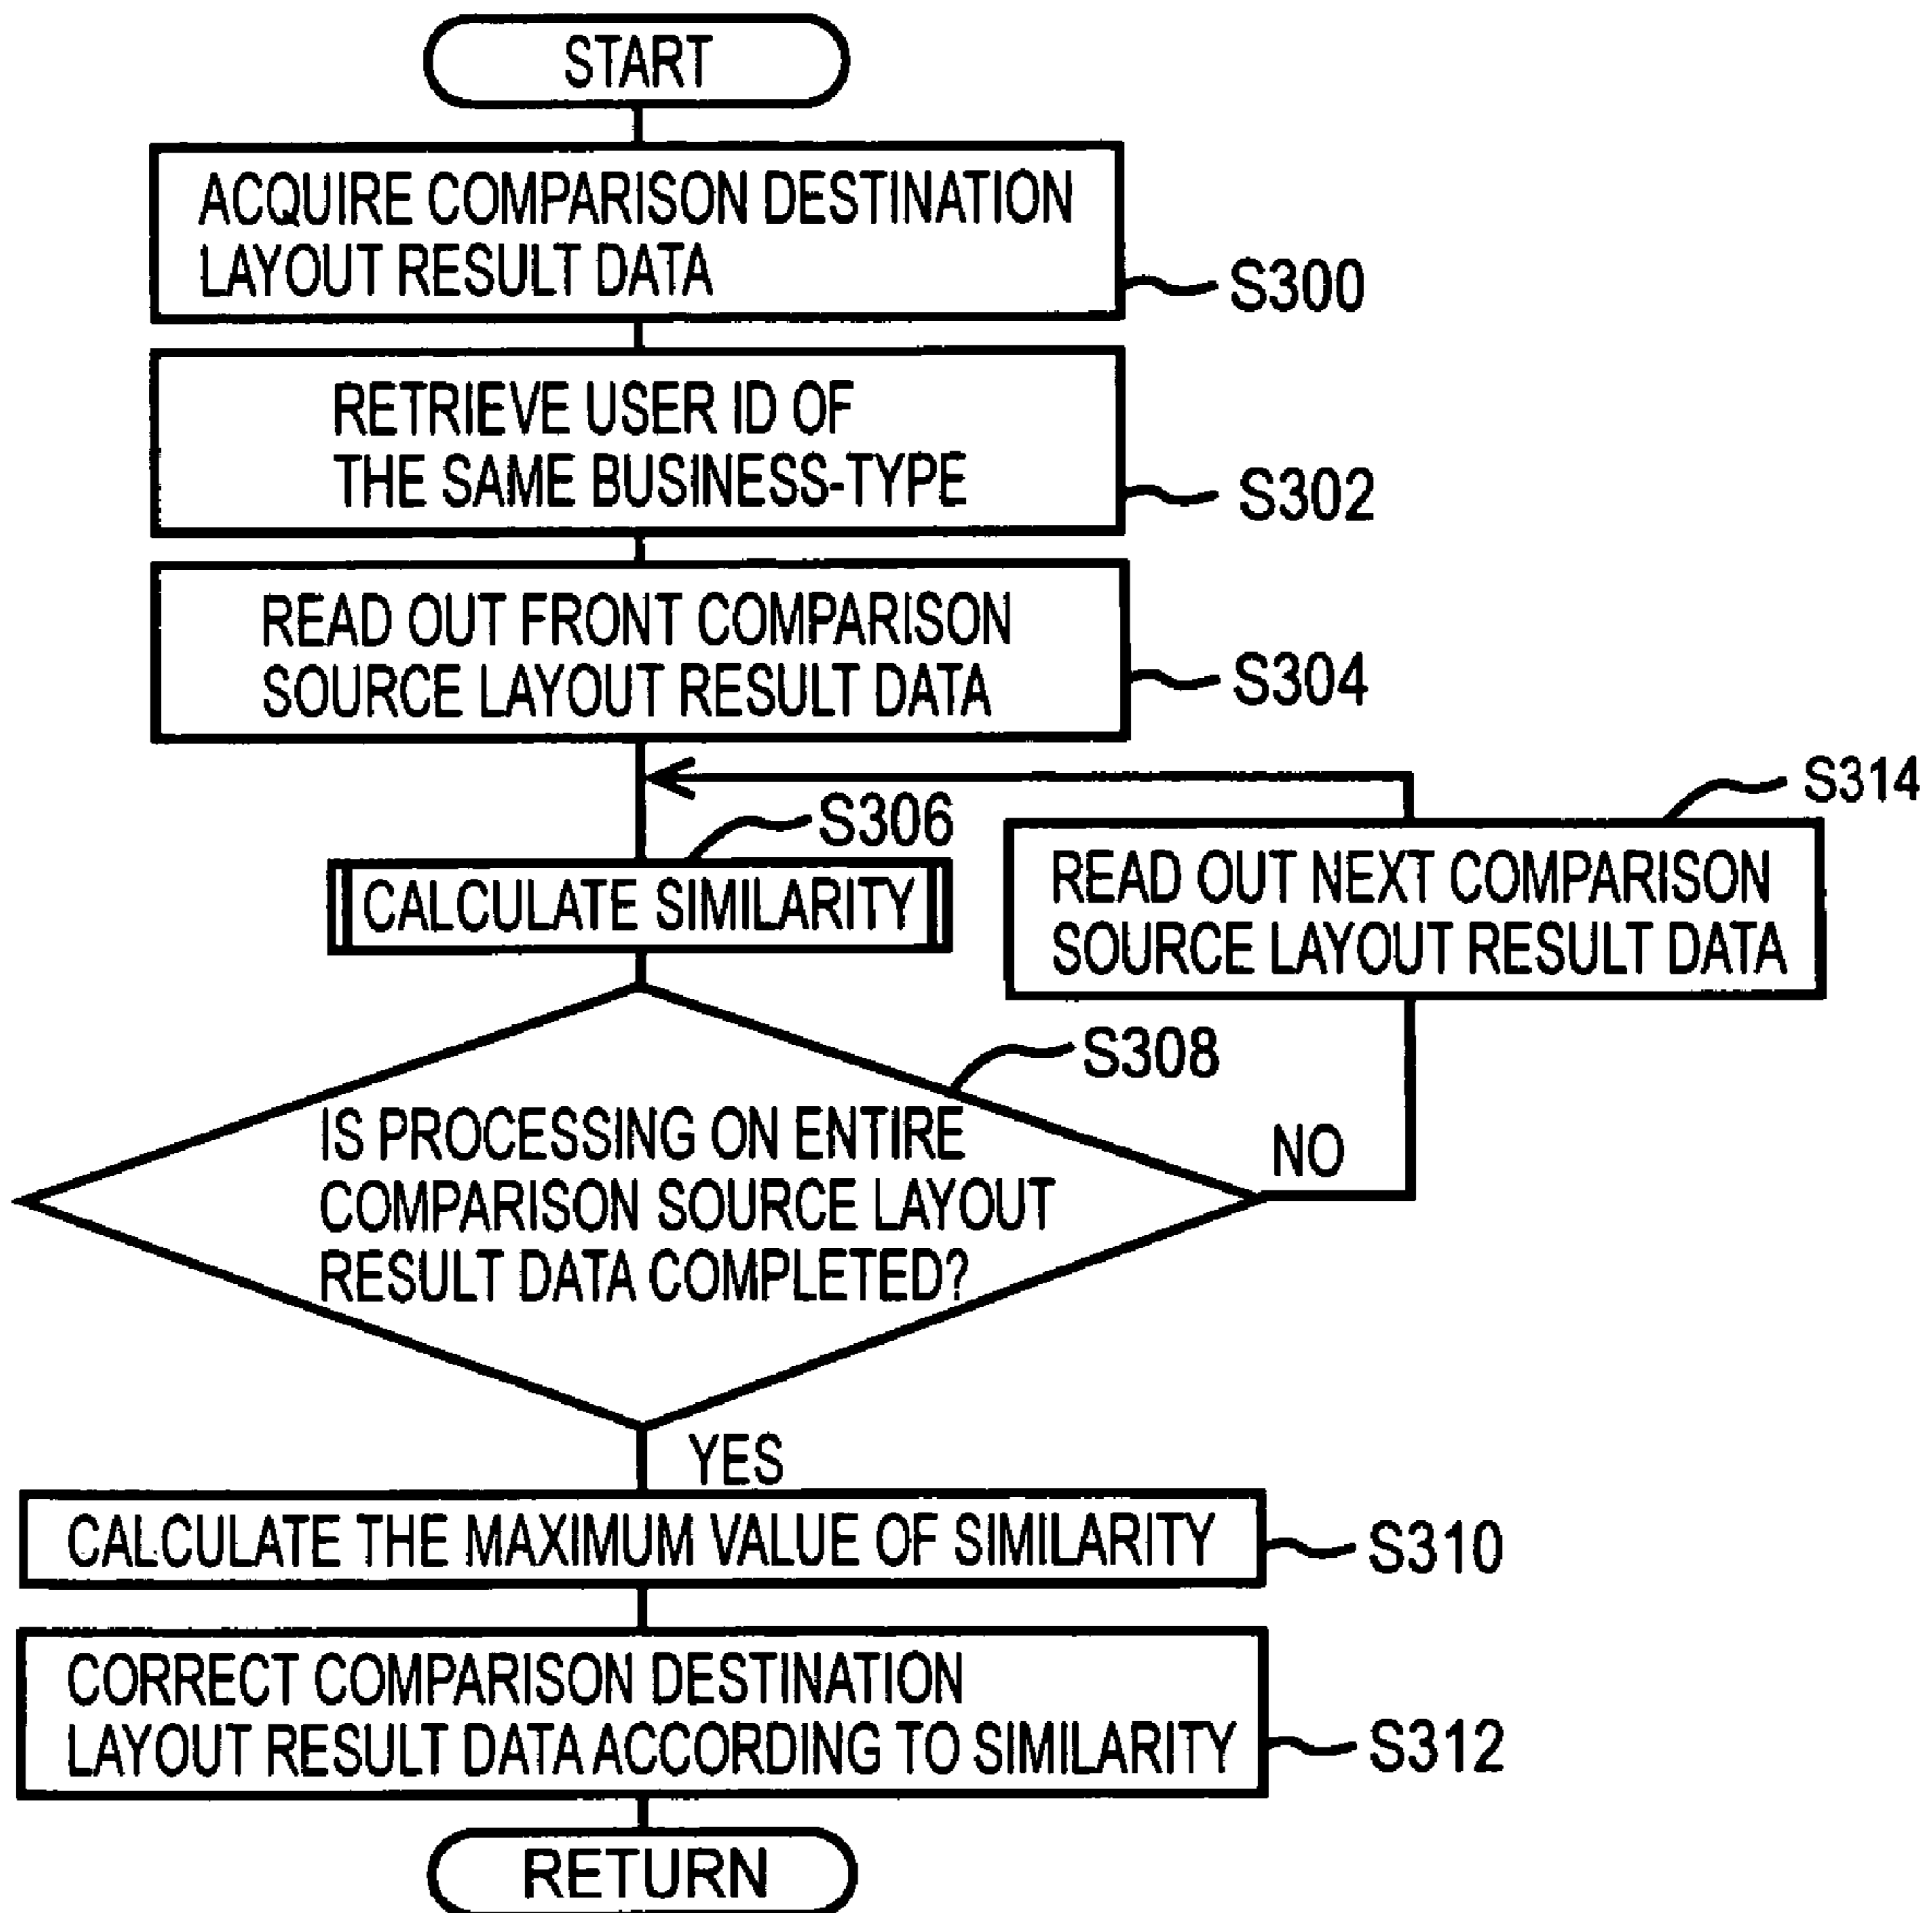 START
ACQUIRE COMPARISON DESTINATION
LAYOUT RESULT DATA
S300
RETRIEVE USER ID OF
THE SAME BUSINESS-TYPE
S302
READ OUT FRONT COMPARISON
SOURCE LAYOUT RESULT DATA
S304
S314
READ OUT NEXT COMPARISON
SOURCE LAYOUT RESULT DATA
S306
CALCULATE SIMILARITY
S308
IS PROCESSING ON ENTIRE
COMPARISON SOURCE LAYOUT
RESULT DATA COMPLETED?
NO
YES
CALCULATE THE MAXIMUM VALUE OF SIMILARITY
S310
CORRECT COMPARISON DESTINATION
LAYOUT RESULT DATA ACCORDING TO SIMILARITY
S312
RETURN